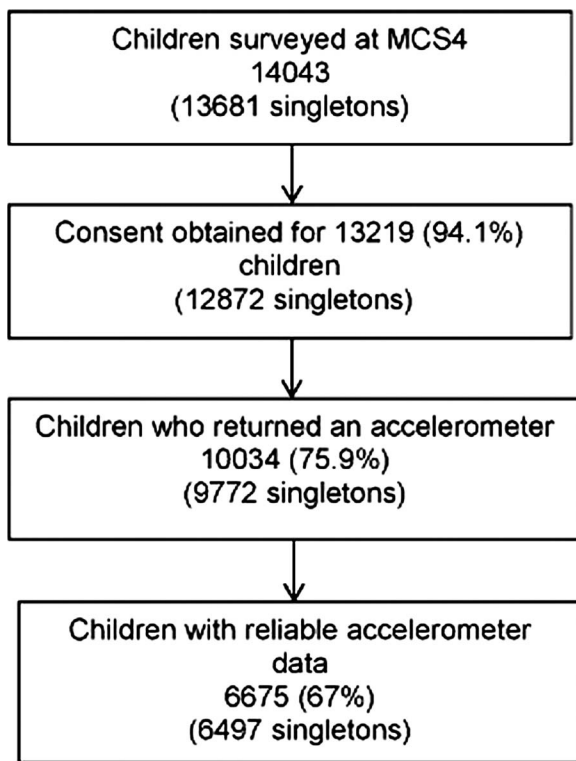 Children surveyed at MCS4
14043
(13681 singletons)
Consent obtained for 13219 (94.1%)
children
(12872 singletons)
Children who returned an accelerometer
10034 (75.9%)
(9772 singletons)
Children with reliable accelerometer
data
6675 (67%)
(6497 singletons)